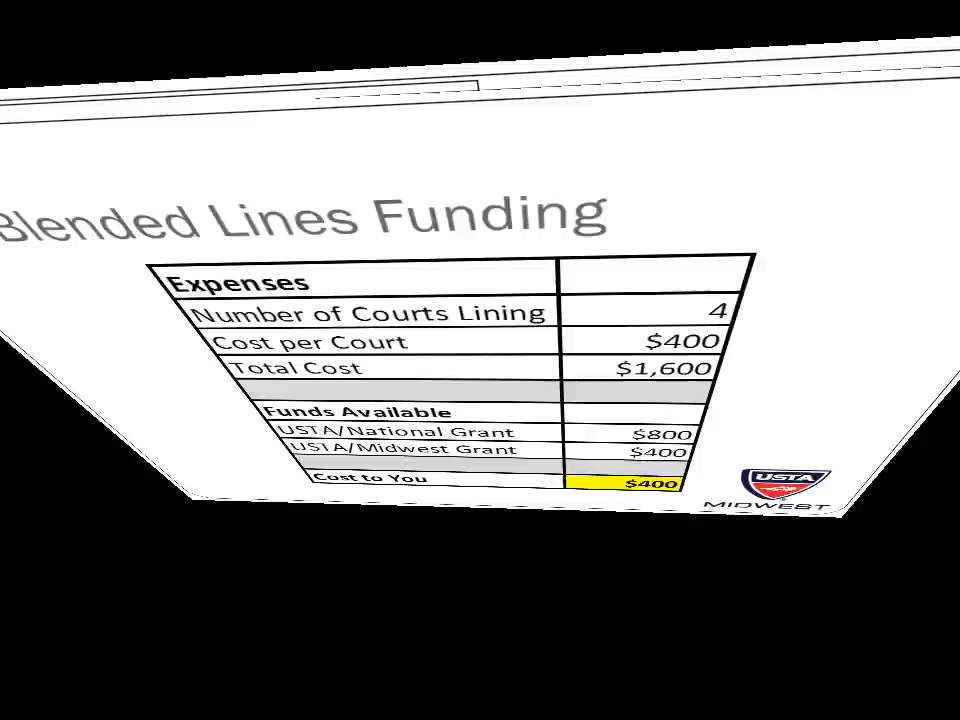 Blended Lines Funding
Expenses
Number of Courts Lining 4
Cost per Court $400
Total Cost $1,600
Funds Available
USTA/National Grant $800
USTA/Midwest Grant $400
Cost to You $400
USTA
MIDWEST